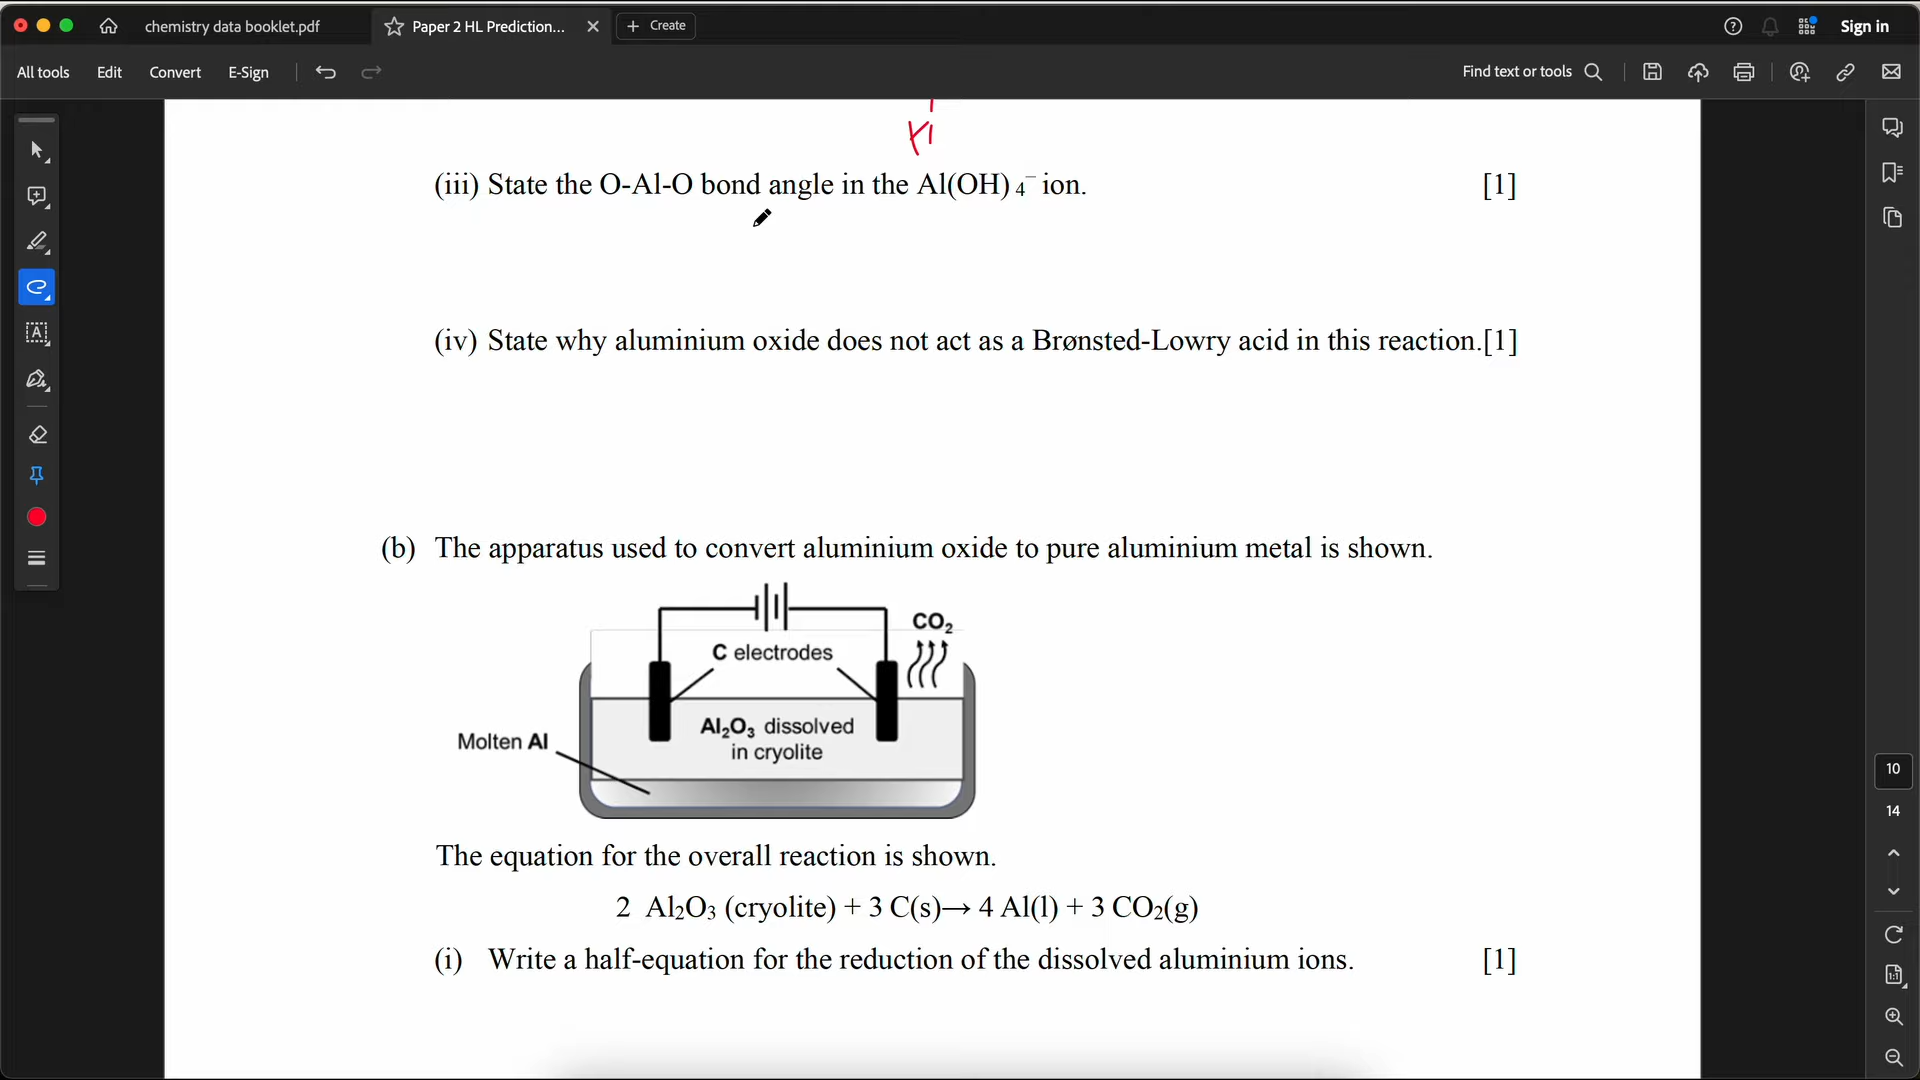 chemistry data booklet.pdf
Paper 2 HL Prediction...
Create
Sign in
All tools
Edit
Convert
E-Sign
Find text or tools
(iii) State the O-Al-O bond angle in the Al(OH) 4⁻ ion. [1]
(iv) State why aluminium oxide does not act as a Brønsted-Lowry acid in this reaction.[1]
(b) The apparatus used to convert aluminium oxide to pure aluminium metal is shown.
CO₂
C electrodes
Al₂O₃ dissolved
in cryolite
Molten Al
The equation for the overall reaction is shown.
2 Al₂O₃ (cryolite) + 3 C(s)→ 4 Al(l) + 3 CO₂(g)
(i) Write a half-equation for the reduction of the dissolved aluminium ions. [1]
10
14